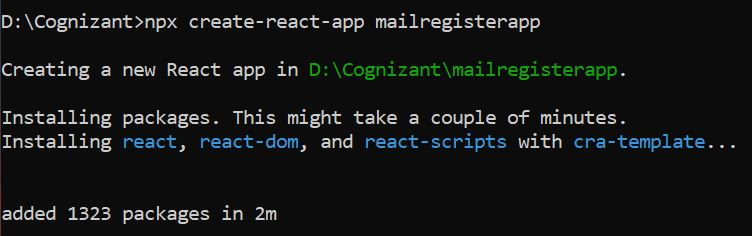 D:\Cognizant>npx create-react-app mailregisterapp
Creating a new React app in D:\Cognizant\mailregisterapp.
Installing packages. This might take a couple of minutes.
Installing react, react-dom, and react-scripts with cra-template...
added 1323 packages in 2m